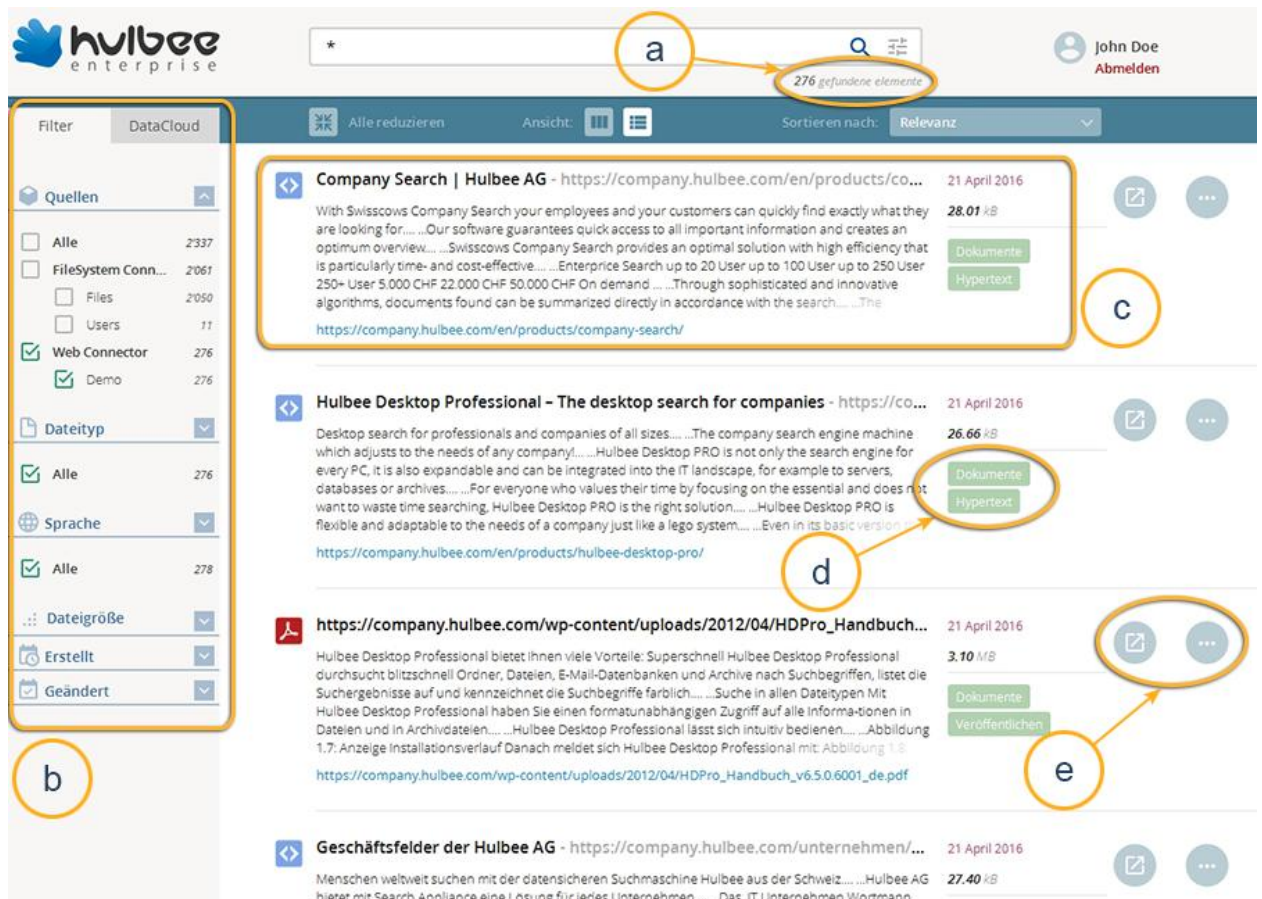 hulbee
enterprise
*
a
276 gefundene elemente
John Doe
Abmelden
Filter
DataCloud
Alle reduzieren
Ansicht:
Sortieren nach:
Relevanz
Quellen
Alle 2'337
FileSystem Conn... 2'061
Files 2'050
Users 11
Web Connector 276
Demo 276
Dateityp
Alle 276
Sprache
Alle 278
Dateigröße
Erstellt
Geändert
b
Company Search | Hulbee AG - https://company.hulbee.com/en/products/co...
With Swisscows Company Search your employees and your customers can quickly find exactly what they
are looking for.... ...Our software guarantees quick access to all important information and creates an
optimum overview.... ...Swisscows Company Search provides an optimal solution with high efficiency that
is particularly time- and cost-effective.... ...Enterprice Search up to 20 User up to 100 User up to 250 User
250+ User 5.000 CHF 22.000 CHF 50.000 CHF On demand ... ...Through sophisticated and innovative
algorithms, documents found can be summarized directly in accordance with the search.... ...The
https://company.hulbee.com/en/products/company-search/
21 April 2016
28.01 kB
Dokumente
Hypertext
c
Hulbee Desktop Professional – The desktop search for companies - https://co...
Desktop search for professionals and companies of all sizes.... ...The company search engine machine
which adjusts to the needs of any company!... ...Hulbee Desktop PRO is not only the search engine for
every PC, it is also expandable and can be integrated into the IT landscape, for example to servers,
databases or archives.... ...For everyone who values their time by focusing on the essential and does not
want to waste time searching, Hulbee Desktop PRO is the right solution.... ...Hulbee Desktop PRO is
flexible and adaptable to the needs of a company just like a lego system.... ...Even in its basic version
https://company.hulbee.com/en/products/hulbee-desktop-pro/
21 April 2016
26.66 kB
Dokumente
Hypertext
d
https://company.hulbee.com/wp-content/uploads/2012/04/HDPro_Handbuch...
Hulbee Desktop Professional bietet Ihnen viele Vorteile: Superschnell Hulbee Desktop Professional
durchsucht blitzschnell Ordner, Dateien, E-Mail-Datenbanken und Archive nach Suchbegriffen, listet die
Suchergebnisse auf und kennzeichnet die Suchbegriffe farblich.... ...Suche in allen Dateitypen Mit
Hulbee Desktop Professional haben Sie einen formatunabhängigen Zugriff auf alle Informa-tionen in
Dateien und in Archivdateien.... ...Hulbee Desktop Professional lässt sich intuitiv bedienen.... ...Abbildung
1.7: Anzeige Installationsverlauf Danach meldet sich Hulbee Desktop Professional mit: Abbildung 1.8
https://company.hulbee.com/wp-content/uploads/2012/04/HDPro_Handbuch_v6.5.0.6001_de.pdf
21 April 2016
3.10 MB
Dokumente
Veröffentlichen
e
Geschäftsfelder der Hulbee AG - https://company.hulbee.com/unternehmen/...
Menschen weltweit suchen mit der datensicheren Suchmaschine Hulbee aus der Schweiz.... ...Hulbee AG
bietet mit Search Appliance eine Lösung für jedes Unternehmen.... ...Das IT Unternehmen Wortmann
21 April 2016
27.40 kB